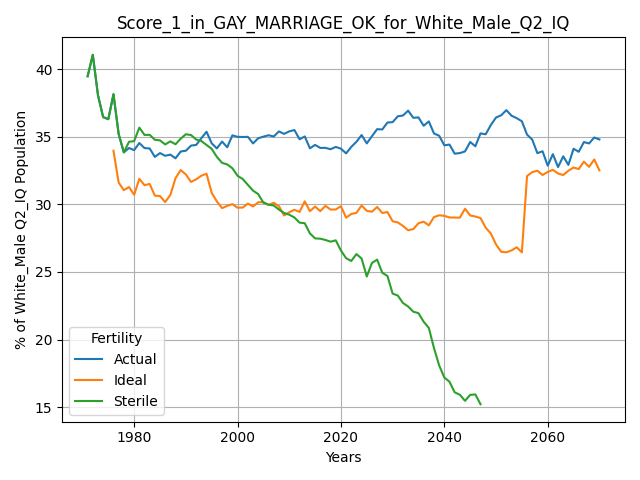 Score_1_in_GAY_MARRIAGE_OK_for_White_Male_Q2_IQ
% of White_Male Q2_IQ Population
40
35
30
25
20
15
Fertility
Actual
Ideal
Sterile
1980
2000
2020
2040
2060
Years